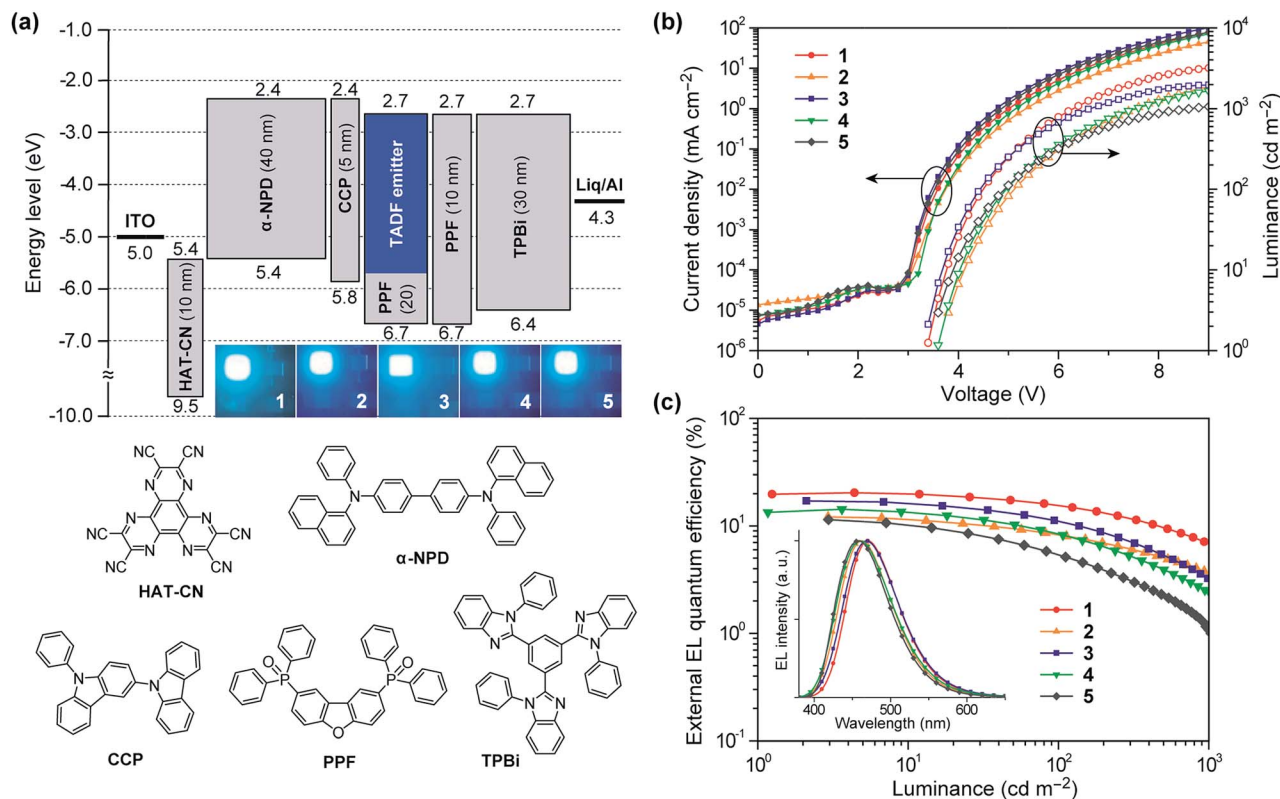 (a)
Energy level (eV)
-1.0
-2.0
-3.0
-4.0
-5.0
-6.0
-7.0
≈
-10.0
ITO
5.0
5.4
HAT-CN (10 nm)
9.5
2.4
α-NPD (40 nm)
5.4
2.4
CCP (5 nm)
5.8
2.7
TADF emitter
PPF
(20)
6.7
2.7
PPF (10 nm)
6.7
2.7
TPBi (30 nm)
6.4
Liq/Al
4.3
1
2
3
4
5
CN
CN
NC
NC
CN
CN
N
N
N
N
N
N
HAT-CN
N
N
α-NPD
N
N
CCP
O
P
O
P
O
PPF
N
N
N
N
N
N
TPBi
(b)
Current density (mA cm⁻²)
10²
10¹
10⁰
10⁻¹
10⁻²
10⁻³
10⁻⁴
10⁻⁵
10⁻⁶
1
2
3
4
5
10⁴
10³
10²
10¹
10⁰
Luminance (cd m⁻²)
0
2
4
6
8
Voltage (V)
(c)
External EL quantum efficiency (%)
10²
10¹
10⁰
10⁻¹
EL intensity (a. u.)
400
500
600
Wavelength (nm)
1
2
3
4
5
10⁰
10¹
10²
10³
Luminance (cd m⁻²)